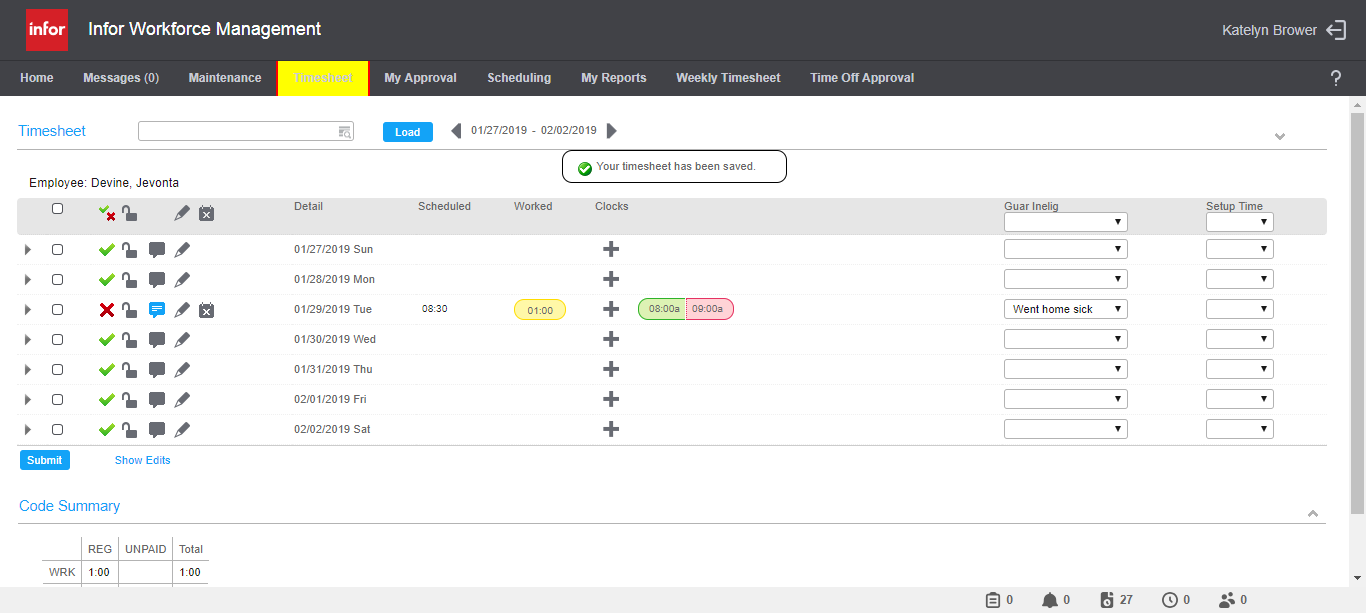 infor Infor Workforce Management Katelyn Brower
Home Messages (0) Maintenance Timesheet My Approval Scheduling My Reports Weekly Timesheet Time Off Approval ?
Timesheet Load 01/27/2019 - 02/02/2019
Your timesheet has been saved.
Employee: Devine, Jevonta
Detail Scheduled Worked Clocks Guar Inelig Setup Time
01/27/2019 Sun
01/28/2019 Mon
01/29/2019 Tue 08:30 01:00 08:00a 09:00a Went home sick
01/30/2019 Wed
01/31/2019 Thu
02/01/2019 Fri
02/02/2019 Sat
Submit Show Edits
Code Summary
REG UNPAID Total
WRK 1:00 1:00
0 0 27 0 0